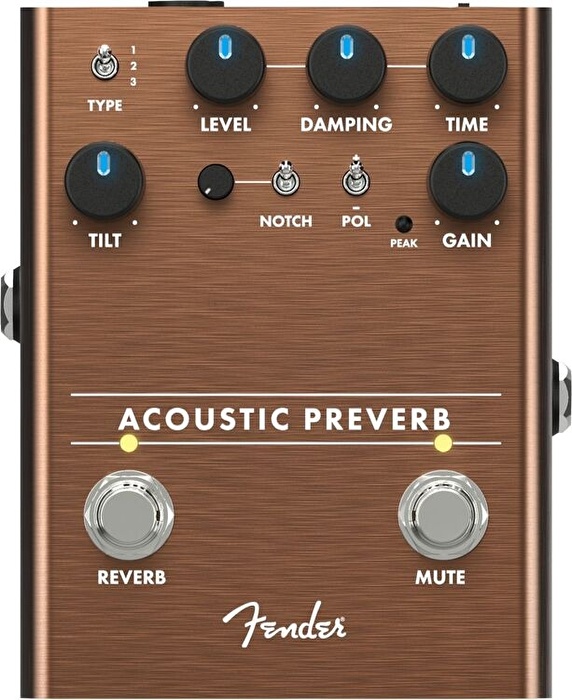 1
2
3
TYPE
LEVEL
DAMPING
TIME
TILT
NOTCH
POL
PEAK
GAIN
ACOUSTIC PREVERB
REVERB
MUTE
Fender